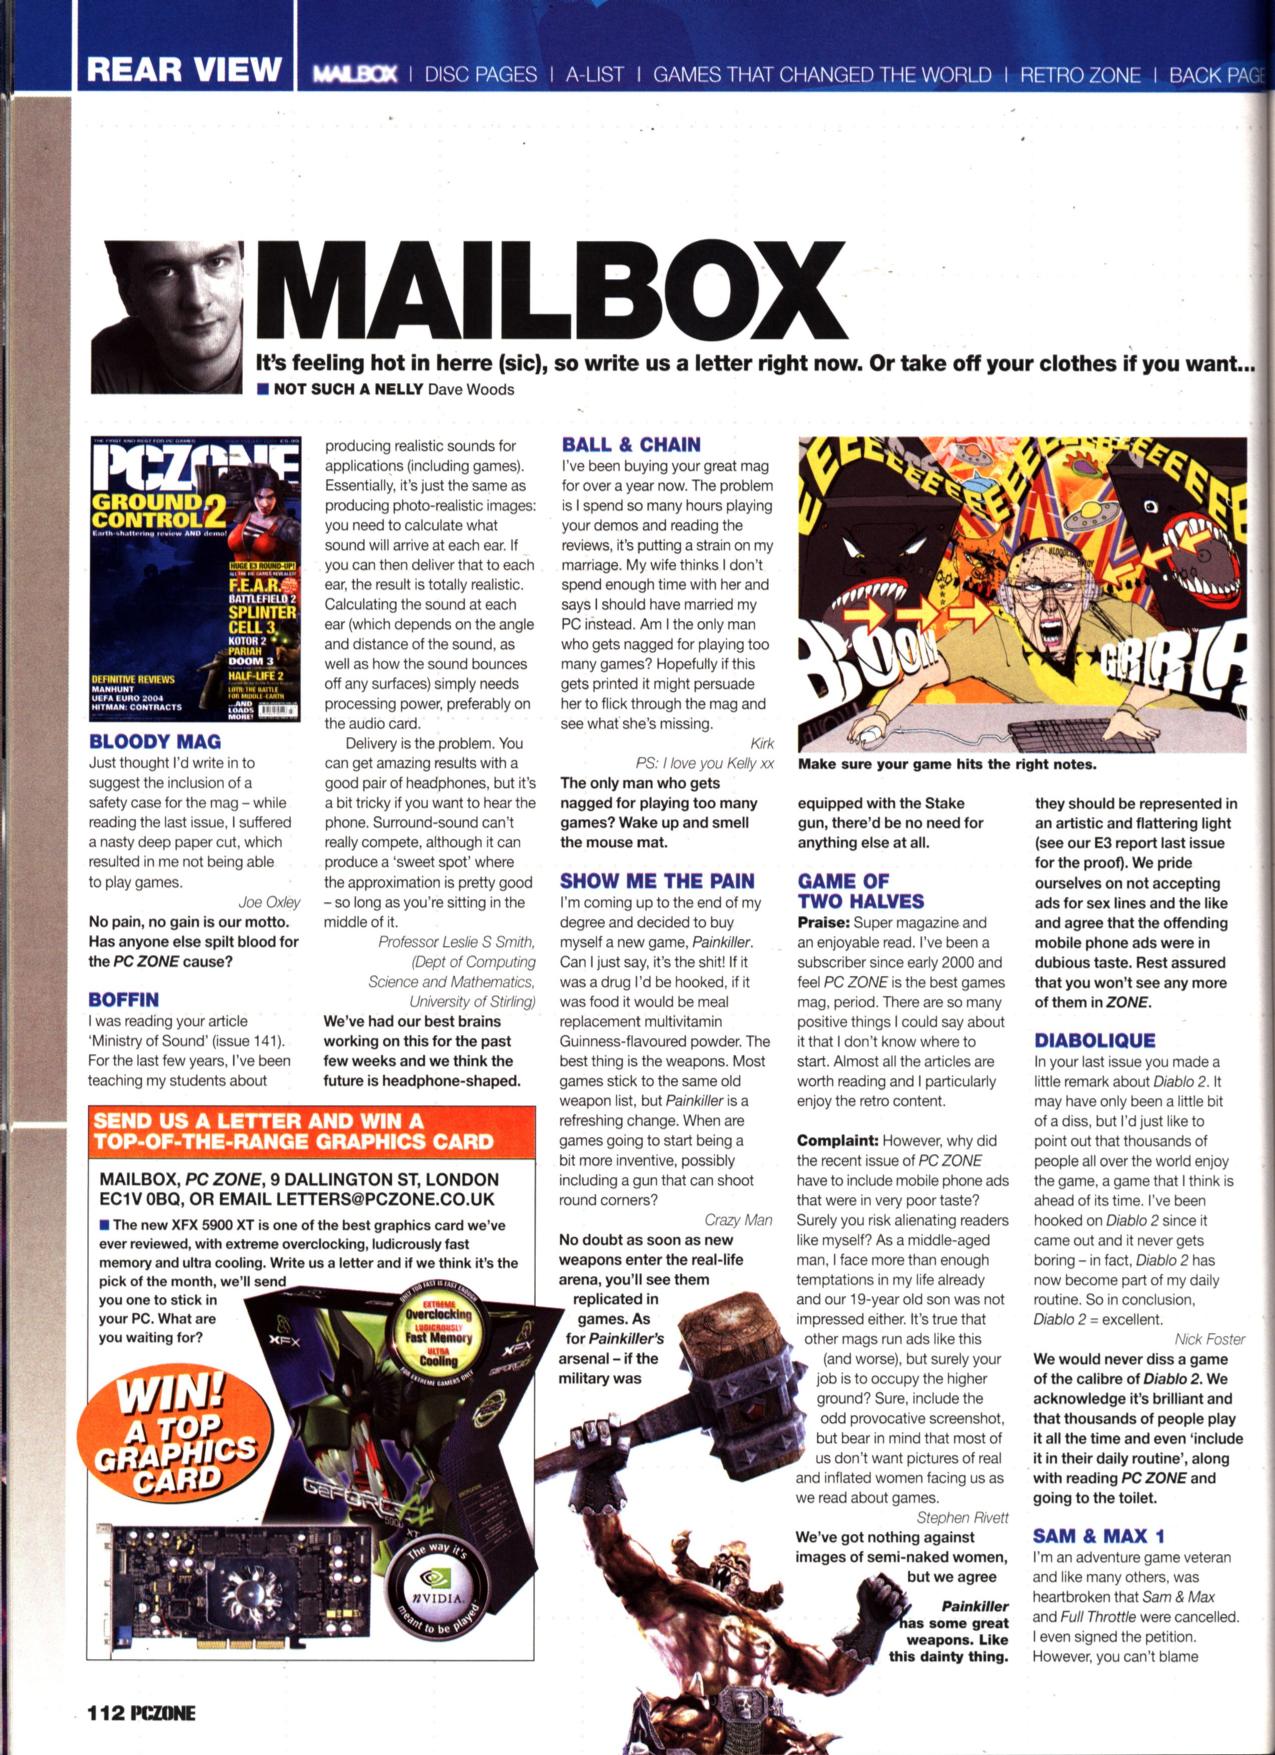 REAR VIEW
MAILBOX | DISC PAGES | A-LIST | GAMES THAT CHANGED THE WORLD | RETRO ZONE | BACK PAGE
MAILBOX
It's feeling hot in herre (sic), so write us a letter right now. Or take off your clothes if you want...
NOT SUCH A NELLY Dave Woods
THE FIRST AND BEST FOR PC GAMES
PCZONE
GROUND
CONTROL 2
Earth-shattering review AND demo!
HUGE E3 ROUND-UP!
F.E.A.R.
BATTLEFIELD 2
SPLINTER
CELL 3
KOTOR 2
PARIAH
DOOM 3
HALF-LIFE 2
LOTR: THE BATTLE
FOR MIDDLE-EARTH
...AND
LOADS
MORE!
DEFINITIVE REVIEWS
MANHUNT
UEFA EURO 2004
HITMAN: CONTRACTS
BLOODY MAG
Just thought I'd write in to
suggest the inclusion of a
safety case for the mag – while
reading the last issue, I suffered
a nasty deep paper cut, which
resulted in me not being able
to play games.
Joe Oxley
No pain, no gain is our motto.
Has anyone else spilt blood for
the PC ZONE cause?
BOFFIN
I was reading your article
'Ministry of Sound' (issue 141).
For the last few years, I've been
teaching my students about
producing realistic sounds for
applications (including games).
Essentially, it's just the same as
producing photo-realistic images:
you need to calculate what
sound will arrive at each ear. If
you can then deliver that to each
ear, the result is totally realistic.
Calculating the sound at each
ear (which depends on the angle
and distance of the sound, as
well as how the sound bounces
off any surfaces) simply needs
processing power, preferably on
the audio card.
Delivery is the problem. You
can get amazing results with a
good pair of headphones, but it's
a bit tricky if you want to hear the
phone. Surround-sound can't
really compete, although it can
produce a 'sweet spot' where
the approximation is pretty good
– so long as you're sitting in the
middle of it.
Professor Leslie S Smith,
(Dept of Computing
Science and Mathematics,
University of Stirling)
We've had our best brains
working on this for the past
few weeks and we think the
future is headphone-shaped.
SEND US A LETTER AND WIN A
TOP-OF-THE-RANGE GRAPHICS CARD
MAILBOX, PC ZONE, 9 DALLINGTON ST, LONDON
EC1V 0BQ, OR EMAIL LETTERS@PCZONE.CO.UK
The new XFX 5900 XT is one of the best graphics card we've
ever reviewed, with extreme overclocking, ludicrously fast
memory and ultra cooling. Write us a letter and if we think it's the
pick of the month, we'll send
you one to stick in
your PC. What are
you waiting for?
WIN!
A TOP
GRAPHICS
CARD
XFX
EXTREME
Overclocking
LUDICROUSLY
Fast Memory
ULTRA
Cooling
FOR EXTREME GAMERS ONLY
XFX
GEFORCE FX
5900 XT
The way it's
nVIDIA
meant to be played
BALL & CHAIN
I've been buying your great mag
for over a year now. The problem
is I spend so many hours playing
your demos and reading the
reviews, it's putting a strain on my
marriage. My wife thinks I don't
spend enough time with her and
says I should have married my
PC instead. Am I the only man
who gets nagged for playing too
many games? Hopefully if this
gets printed it might persuade
her to flick through the mag and
see what she's missing.
Kirk
PS: I love you Kelly xx
The only man who gets
nagged for playing too many
games? Wake up and smell
the mouse mat.
SHOW ME THE PAIN
I'm coming up to the end of my
degree and decided to buy
myself a new game, Painkiller.
Can I just say, it's the shit! If it
was a drug I'd be hooked, if it
was food it would be meal
replacement multivitamin
Guinness-flavoured powder. The
best thing is the weapons. Most
games stick to the same old
weapon list, but Painkiller is a
refreshing change. When are
games going to start being a
bit more inventive, possibly
including a gun that can shoot
round corners?
Crazy Man
No doubt as soon as new
weapons enter the real-life
arena, you'll see them
replicated in
games. As
for Painkiller's
arsenal – if the
military was
BOOM
GRRRR
Make sure your game hits the right notes.
equipped with the Stake
gun, there'd be no need for
anything else at all.
GAME OF
TWO HALVES
Praise: Super magazine and
an enjoyable read. I've been a
subscriber since early 2000 and
feel PC ZONE is the best games
mag, period. There are so many
positive things I could say about
it that I don't know where to
start. Almost all the articles are
worth reading and I particularly
enjoy the retro content.
Complaint: However, why did
the recent issue of PC ZONE
have to include mobile phone ads
that were in very poor taste?
Surely you risk alienating readers
like myself? As a middle-aged
man, I face more than enough
temptations in my life already
and our 19-year old son was not
impressed either. It's true that
other mags run ads like this
(and worse), but surely your
job is to occupy the higher
ground? Sure, include the
odd provocative screenshot,
but bear in mind that most of
us don't want pictures of real
and inflated women facing us as
we read about games.
Stephen Rivett
We've got nothing against
images of semi-naked women,
but we agree
Painkiller
has some great
weapons. Like
this dainty thing.
they should be represented in
an artistic and flattering light
(see our E3 report last issue
for the proof). We pride
ourselves on not accepting
ads for sex lines and the like
and agree that the offending
mobile phone ads were in
dubious taste. Rest assured
that you won't see any more
of them in ZONE.
DIABOLIQUE
In your last issue you made a
little remark about Diablo 2. It
may have only been a little bit
of a diss, but I'd just like to
point out that thousands of
people all over the world enjoy
the game, a game that I think is
ahead of its time. I've been
hooked on Diablo 2 since it
came out and it never gets
boring – in fact, Diablo 2 has
now become part of my daily
routine. So in conclusion,
Diablo 2 = excellent.
Nick Foster
We would never diss a game
of the calibre of Diablo 2. We
acknowledge it's brilliant and
that thousands of people play
it all the time and even 'include
it in their daily routine', along
with reading PC ZONE and
going to the toilet.
SAM & MAX 1
I'm an adventure game veteran
and like many others, was
heartbroken that Sam & Max
and Full Throttle were cancelled.
I even signed the petition.
However, you can't blame
112 PCZONE